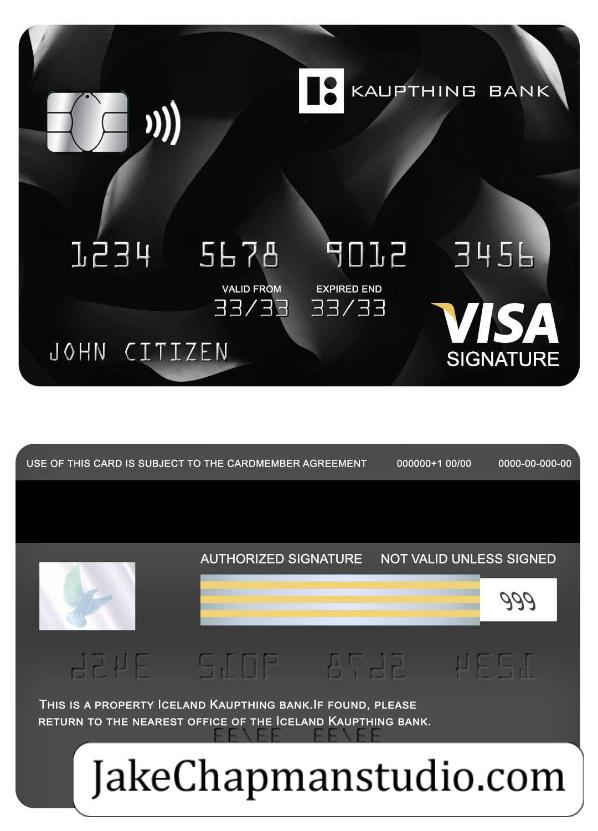 KAUPTHING BANK
1234 5678 9012 3456
VALID FROM EXPIRED END
33/33 33/33
VISA
JOHN CITIZEN
SIGNATURE
USE OF THIS CARD IS SUBJECT TO THE CARDMEMBER AGREEMENT 000000+1 00/00 0000-00-000-00
AUTHORIZED SIGNATURE NOT VALID UNLESS SIGNED
999
THIS IS A PROPERTY ICELAND KAUPTHING BANK.IF FOUND, PLEASE
RETURN TO THE NEAREST OFFICE OF THE ICELAND KAUPTHING BANK.
JakeChapmanstudio.com